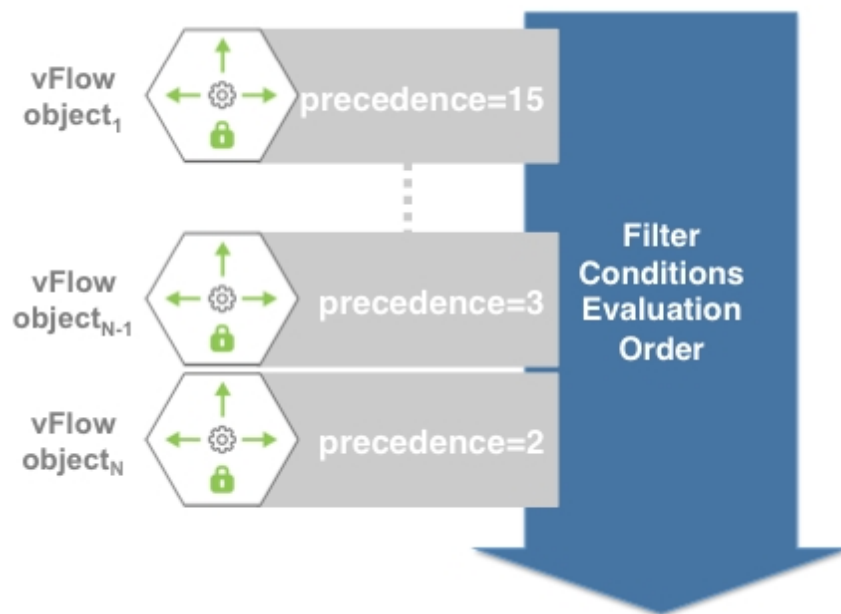 vFlow
object₁
precedence=15
vFlow
objectN-1
precedence=3
Filter
Conditions
Evaluation
Order
vFlow
objectN
precedence=2